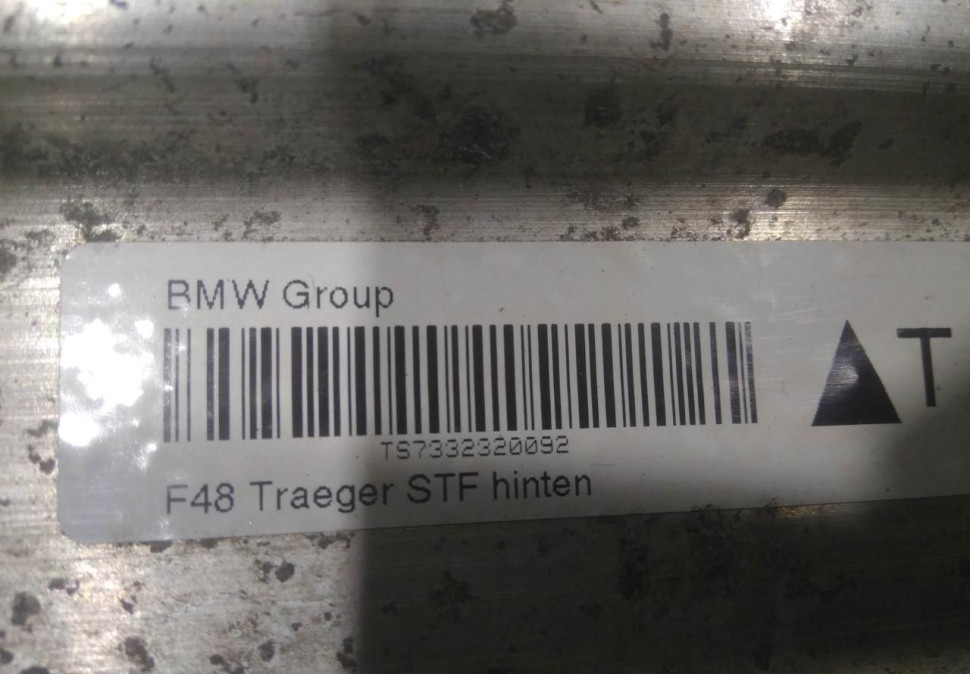 BMW Group
T
TS7332320092
F48 Traeger STF hinten